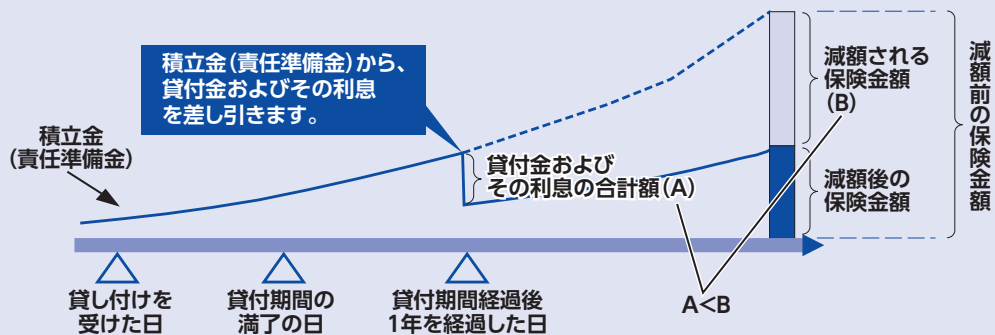 積立金(責任準備金)から、
貸付金およびその利息
を差し引きます。
積立金
(責任準備金)
貸付金および
その利息の合計額(A)
減額される
保険金額
(B)
減額後の
保険金額
減額前の保険金額
A<B
貸し付けを
受けた日
貸付期間の
満了の日
貸付期間経過後
1年を経過した日